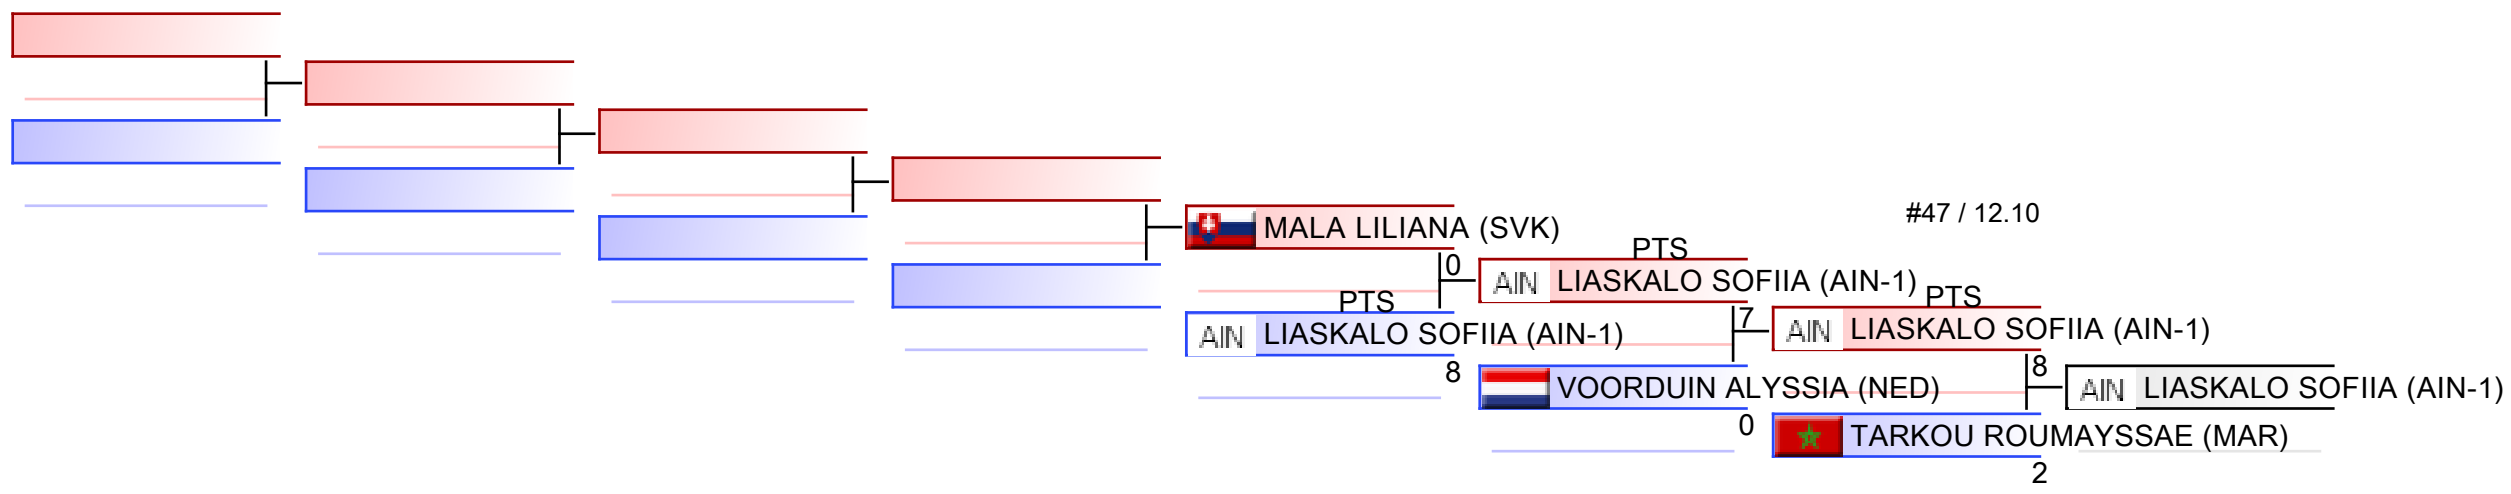 #47 / 12.10
MALA LILIANA (SVK)
0
PTS
AIN LIASKALO SOFIIA (AIN-1)
8
PTS
AIN LIASKALO SOFIIA (AIN-1)
7
VOORDUIN ALYSSIA (NED)
0
PTS
AIN LIASKALO SOFIIA (AIN-1)
8
TARKOU ROUMAYSSAE (MAR)
2
AIN LIASKALO SOFIIA (AIN-1)